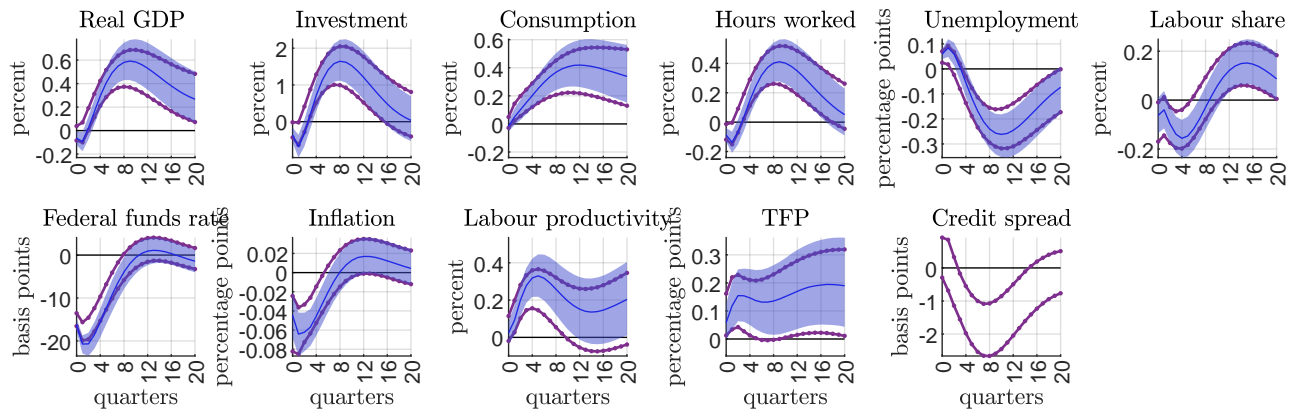 Real GDP
Investment
Consumption
Hours worked
Unemployment
Labour share
percent
0.6
0.4
0.2
0
-0.2
0 4 8 12 16 20
percent
2
1
0
0 4 8 12 16 20
percent
0.6
0.4
0.2
0
-0.2
0 4 8 12 16 20
percent
0.4
0.2
0
-0.2
0 4 8 12 16 20
percentage points
0.1
0
-0.1
-0.2
-0.3
0 4 8 12 16 20
percent
0.2
0
-0.2
0 4 8 12 16 20
Federal funds rate
Inflation
Labour productivity
TFP
Credit spread
basis points
0
-10
-20
0 4 8 12 16 20
quarters
percentage points
0.02
0
-0.02
-0.04
-0.06
-0.08
0 4 8 12 16 20
quarters
percent
0.4
0.2
0
0 4 8 12 16 20
quarters
percentage points
0.3
0.2
0.1
0
0 4 8 12 16 20
quarters
basis points
0
-1
-2
0 4 8 12 16 20
quarters